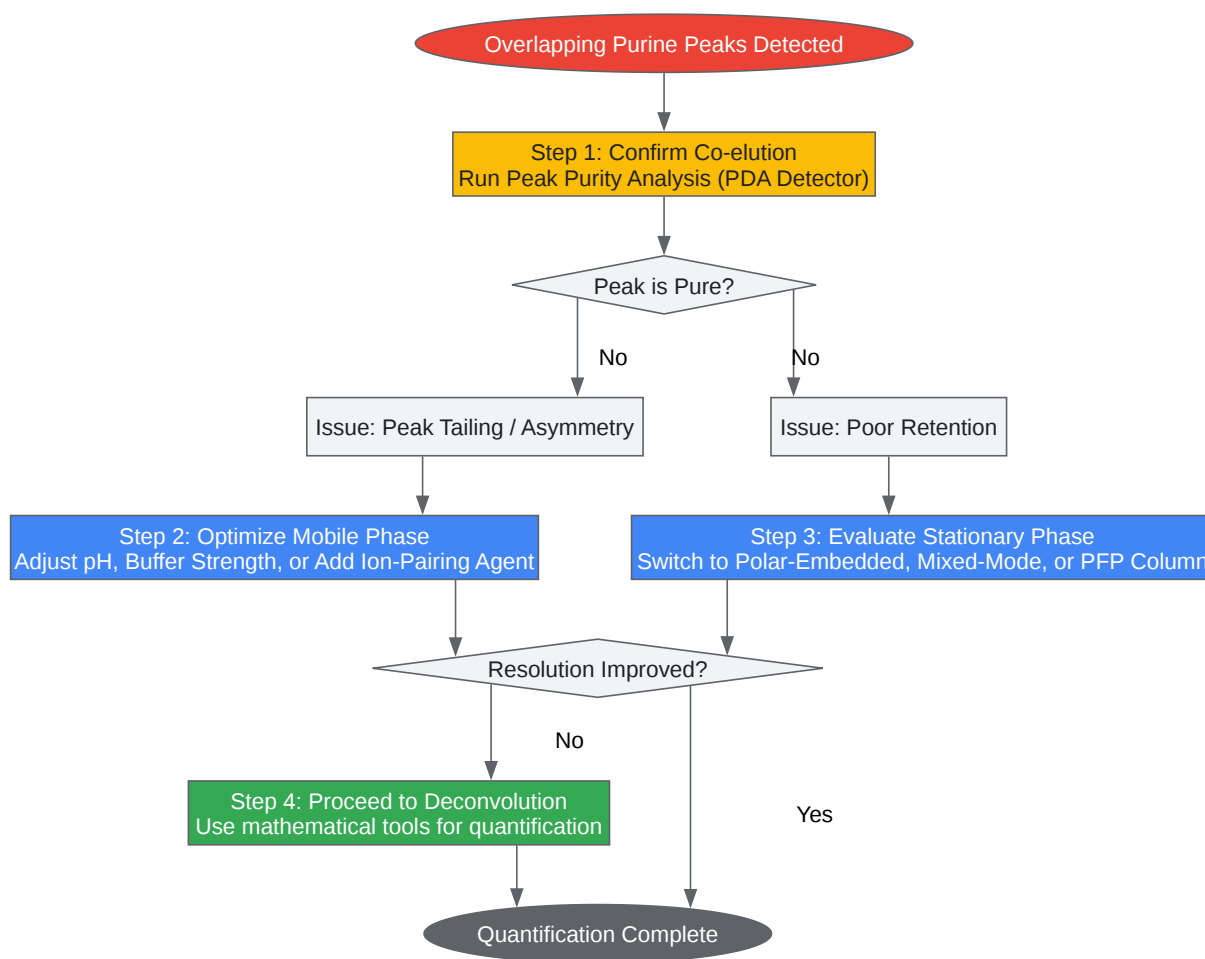 Overlapping Purine Peaks Detected
Step 1: Confirm Co-elution
Run Peak Purity Analysis (PDA Detector)
Peak is Pure?
No
No
Issue: Peak Tailing / Asymmetry
Issue: Poor Retention
Step 2: Optimize Mobile Phase
Adjust pH, Buffer Strength, or Add Ion-Pairing Agent
Step 3: Evaluate Stationary Phase
Switch to Polar-Embedded, Mixed-Mode, or PFP Column
Resolution Improved?
No
Step 4: Proceed to Deconvolution
Use mathematical tools for quantification
Yes
Quantification Complete